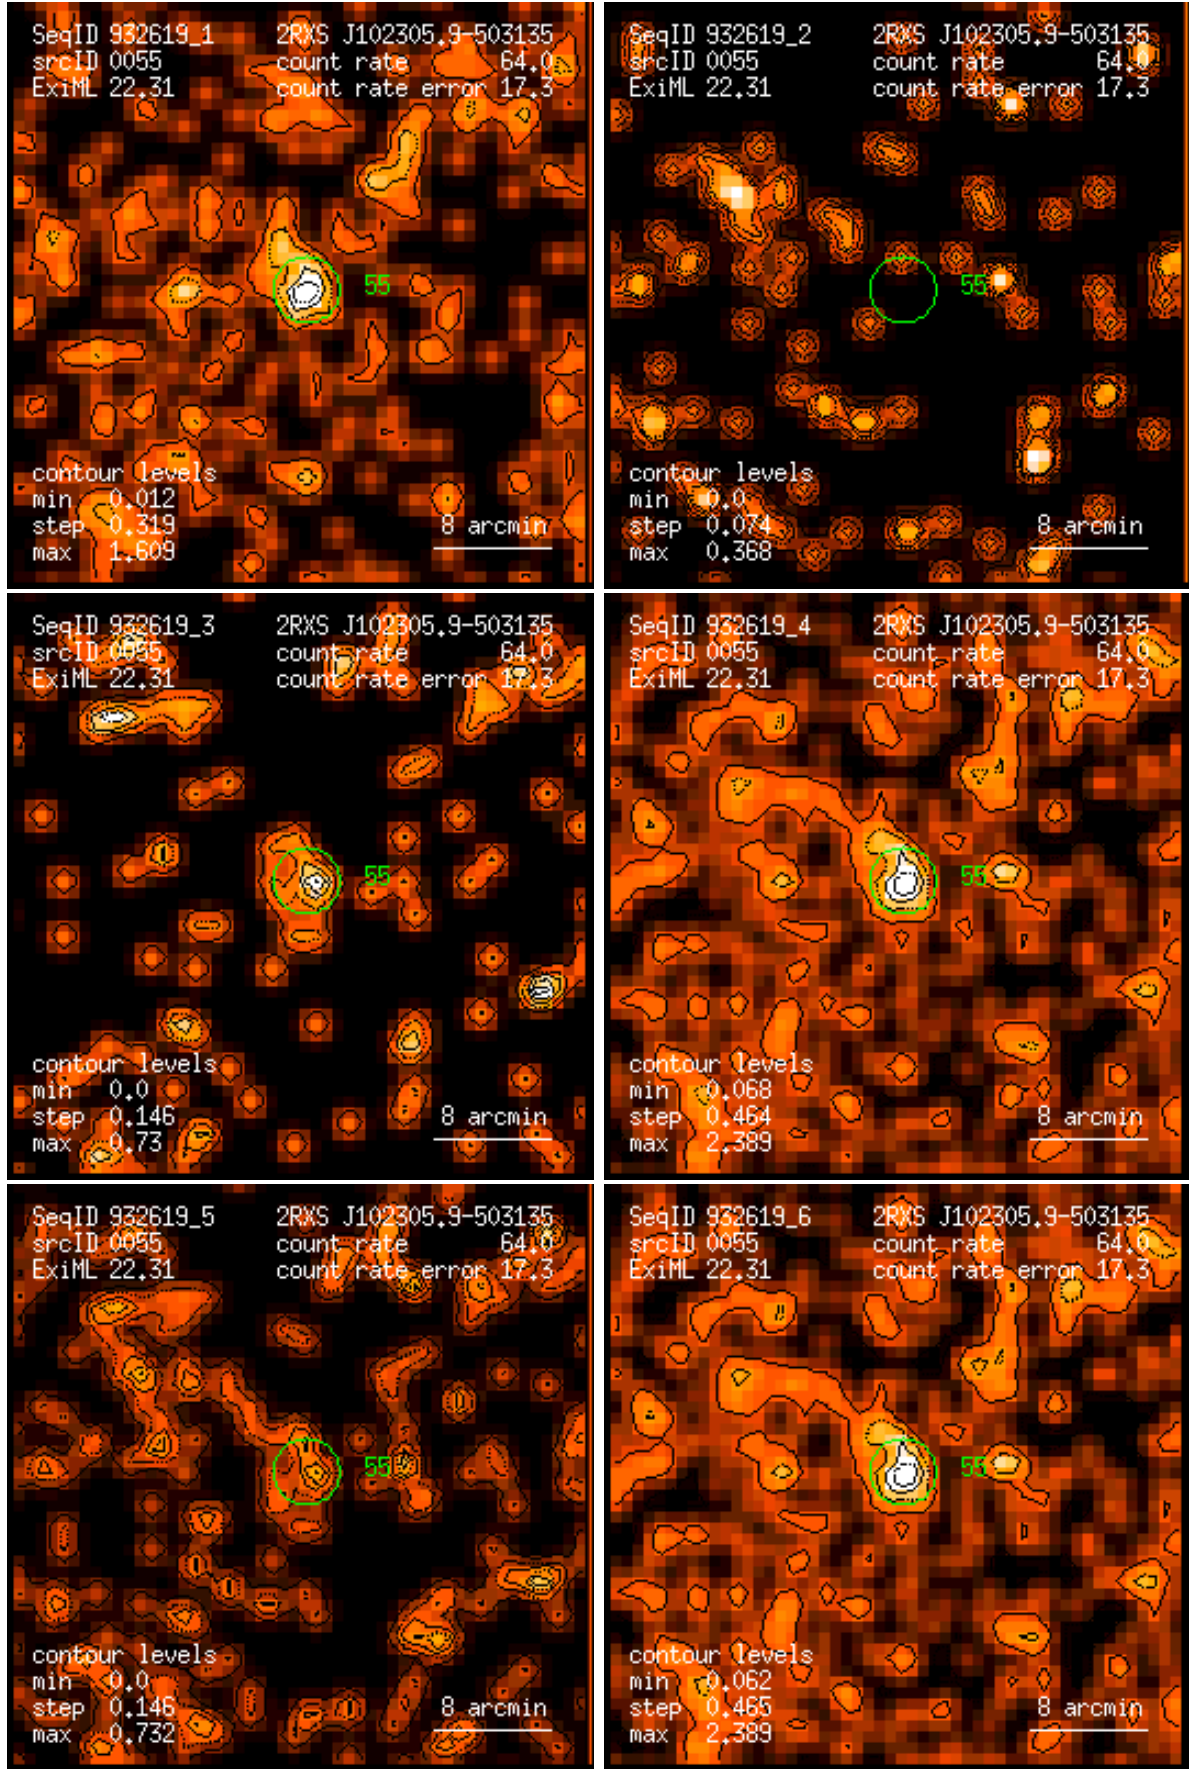 SeqID 932619_1 2RXS J102305.9-503135
srcID 0055 count rate 64.0
ExiML 22.31 count rate error 17.3
55
contour levels
min 0.012
step 0.319 8 arcmin
max 1.609
SeqID 932619_2 2RXS J102305.9-503135
srcID 0055 count rate 64.0
ExiML 22.31 count rate error 17.3
55
contour levels
min 0.0
step 0.074 8 arcmin
max 0.368
SeqID 932619_3 2RXS J102305.9-503135
srcID 0055 count rate 64.0
ExiML 22.31 count rate error 17.3
55
contour levels
min 0.0
step 0.146 8 arcmin
max 0.73
SeqID 932619_4 2RXS J102305.9-503135
srcID 0055 count rate 64.0
ExiML 22.31 count rate error 17.3
55
contour levels
min 0.068
step 0.464 8 arcmin
max 2.389
SeqID 932619_5 2RXS J102305.9-503135
srcID 0055 count rate 64.0
ExiML 22.31 count rate error 17.3
55
contour levels
min 0.0
step 0.146 8 arcmin
max 0.732
SeqID 932619_6 2RXS J102305.9-503135
srcID 0055 count rate 64.0
ExiML 22.31 count rate error 17.3
55
contour levels
min 0.062
step 0.465 8 arcmin
max 2.389